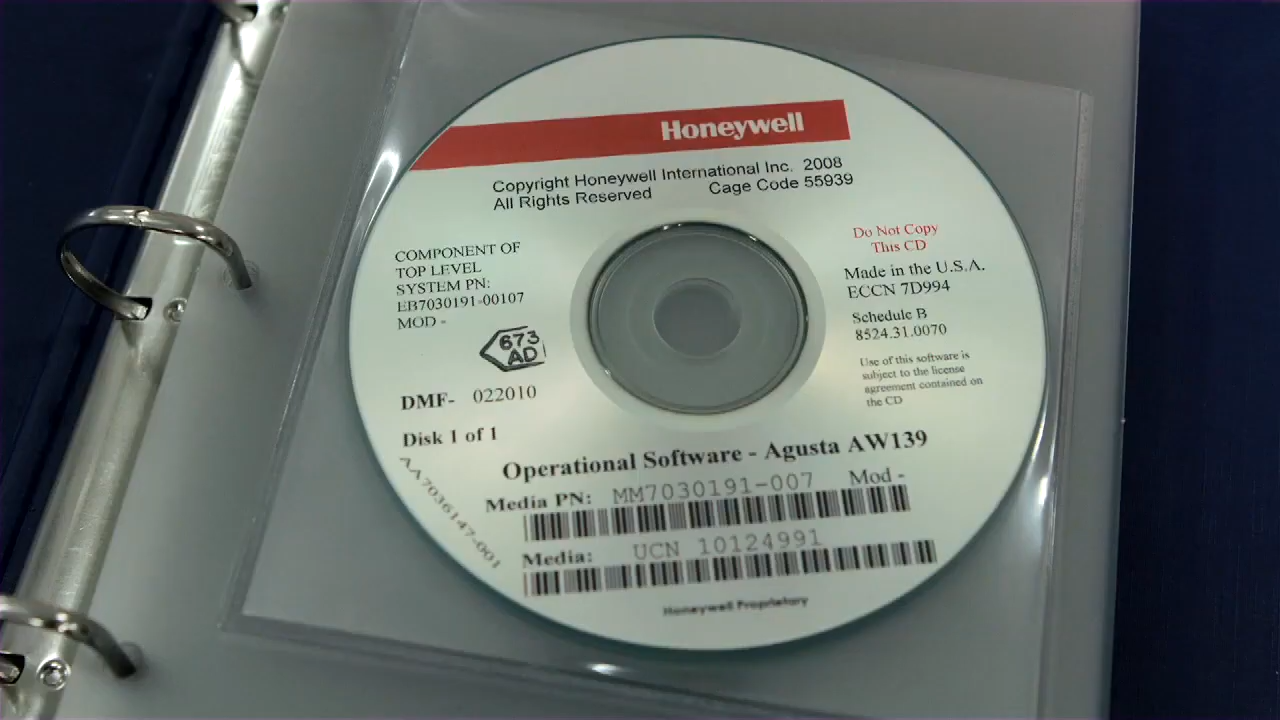 Honeywell
Copyright Honeywell International Inc. 2008
All Rights Reserved Cage Code 55939
COMPONENT OF
TOP LEVEL
SYSTEM PN:
EB7030191-00107
MOD -
Do Not Copy
This CD
Made in the U.S.A.
ECCN 7D994
Schedule B
8524.31.0070
673
AD
Use of this software is
subject to the license
agreement contained on
the CD
DMF- 022010
Disk 1 of 1
AA7036147-001
Operational Software - Agusta AW139
Media PN: MM7030191-007 Mod -
Media: UCN 10124991
Honeywell Proprietary